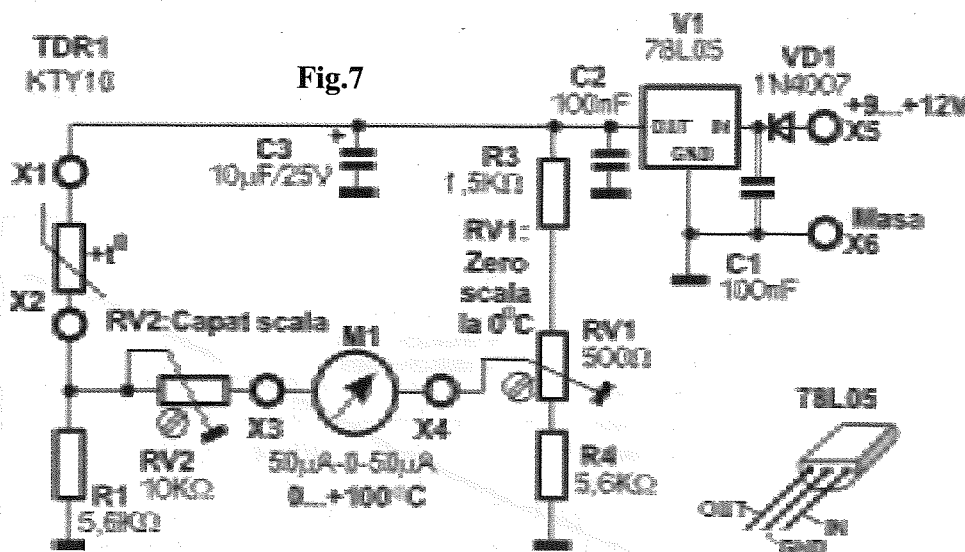 TDR1
KTY10
Fig.7
V1
78L05
VD1
1N4007
C2
100nF
+9...+12V
X5
OUT IN
GND
C3
10µF/25V
+
X1
R3
1,5KΩ
Masa
X6
C1
100nF
RV1:
Zero
scala
la 0°C
+t°
X2
RV2:Capat scala
M1
RV1
500Ω
X3
X4
78L05
RV2
10KΩ
50µA-0-50µA
0...+100°C
R1
5,6KΩ
R4
5,6KΩ
OUT
IN
GND